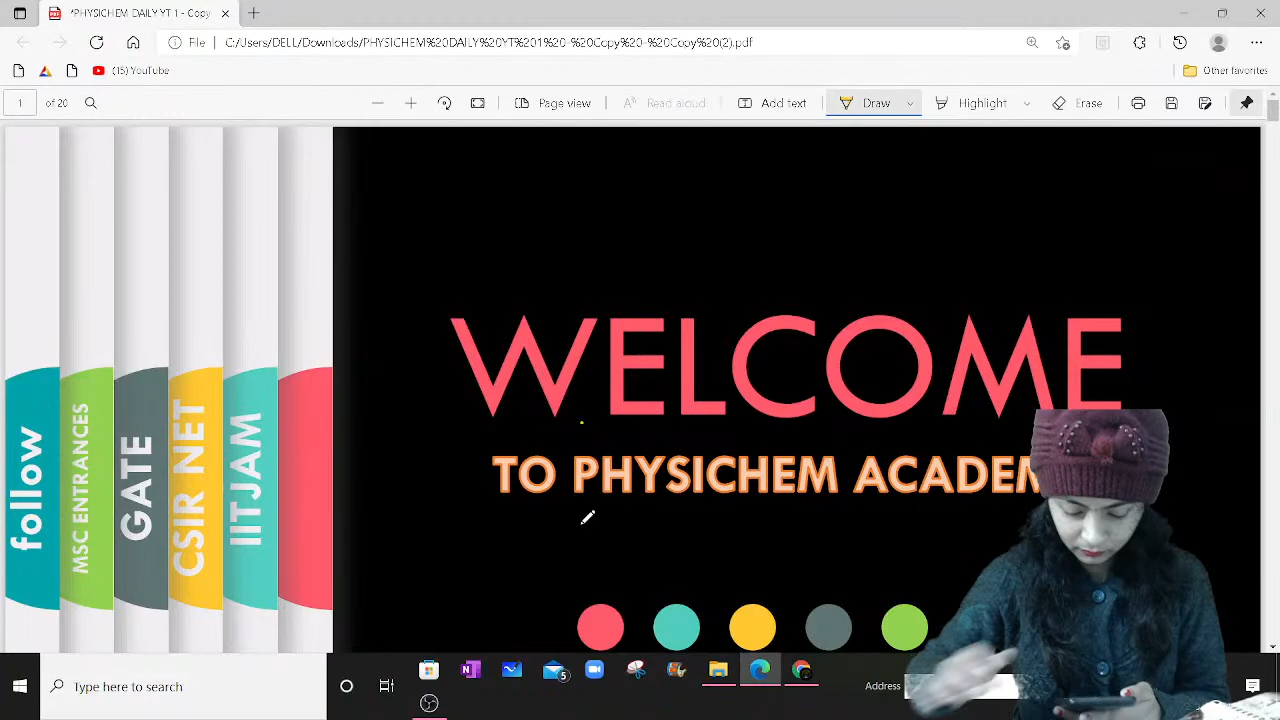 *PHYSICHEM DAILY YT 1 - Copy
File
C:/Users/DELL/Downloads/PHYSICHEM%20DAILY%20YT%201%20-%20Copy%20-%20Copy%20(2).pdf
(15) YouTube
Other favorites
1 of 20
Page view
Read aloud
Add text
Draw
Highlight
Erase
follow
MSC ENTRANCES
GATE
CSIR NET
IITJAM
WELCOME
TO PHYSICHEM ACADEM
Type here to search
5
Address